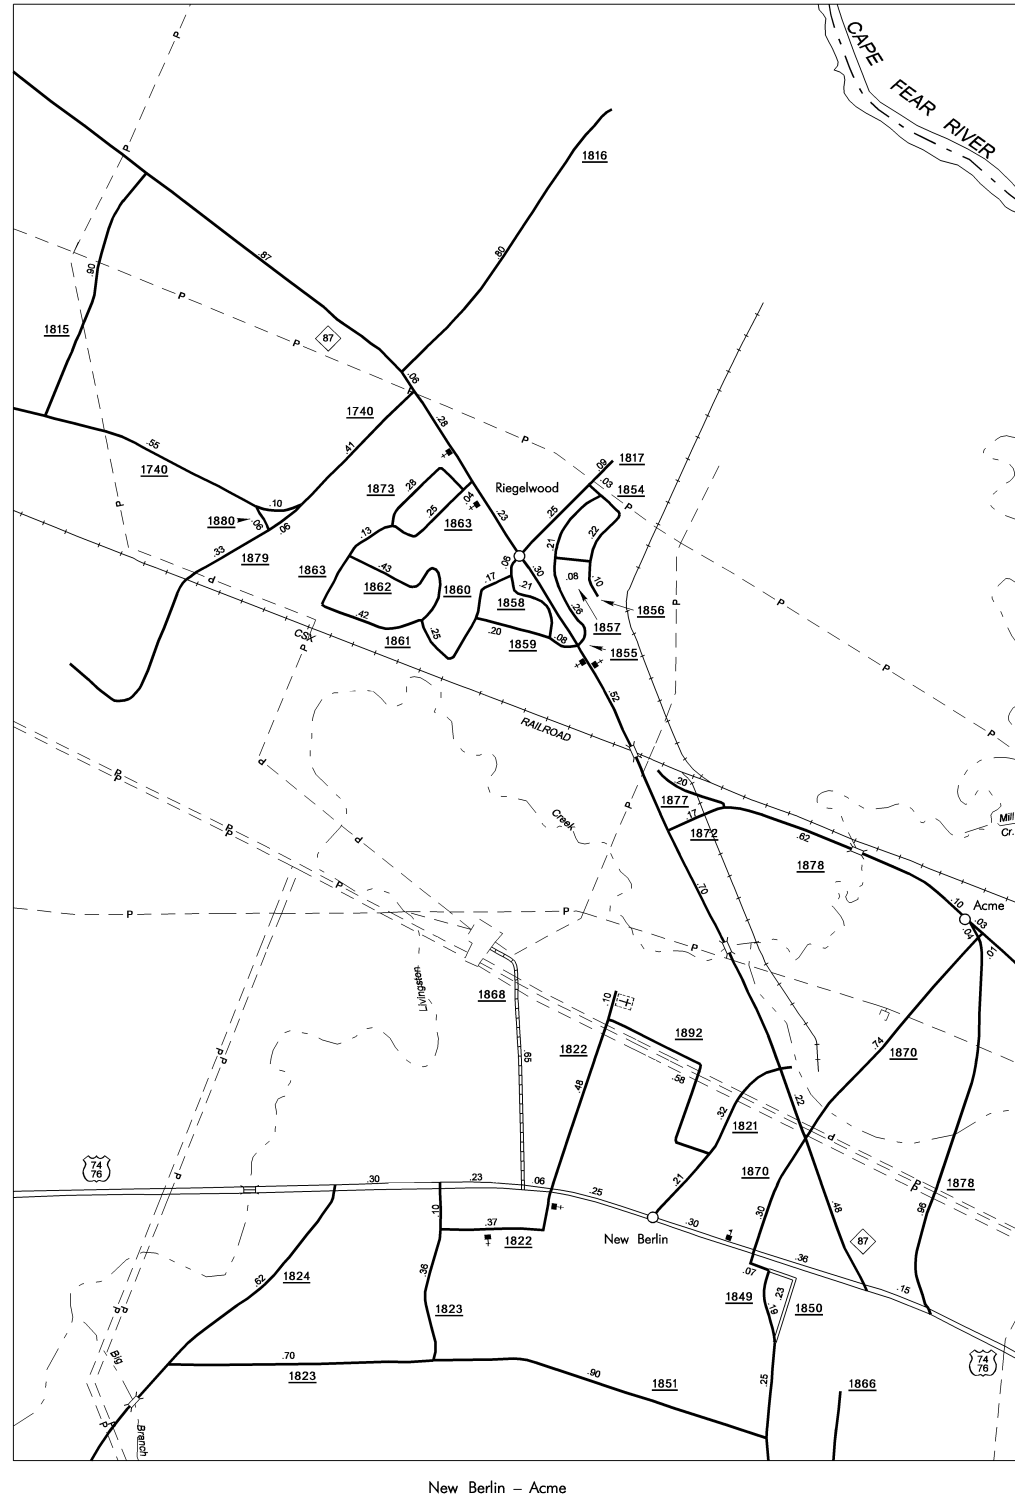 P
CAPE
FEAR RIVER
P
1816
.80
.87
.90
P
1815
87
P
.06
P
1740
.28
.41
.55
P
1740
1817
.09
.03
1873
.28
Riegelwood
1854
.10
.04
P
P
.25
.25
1880
.06
.06
1863
.23
.22
.13
.21
.33
1879
.06
.30
1863
.43
.17
.08
P
1862
1860
.21
.10
P
P
1858
1856
.42
.26
1857
CSX
.25
.20
.08
1861
1859
1855
P
P
.52
RAILROAD
P
P
P
P
.20
1877
P
.17
Creek
Mill
Cr.
1872
P
P
.62
P
1878
P
.70
.10
Acme
P
P
.03
.04
P
.01
Livingston
1868
.10
1892
1822
.74
1870
P
P
.65
.58
.48
.22
.32
1821
P
74
76
1870
P
P
.21
1878
.30
.23
.06
.25
P
P
.10
.30
.48
.96
.37
.30
1822
New Berlin
87
.36
.62
1824
.36
.07
.15
1849
.23
1850
P
P
1823
.19
Big
.70
74
76
1823
.90
1851
.25
1866
P
P
Branch
New Berlin – Acme